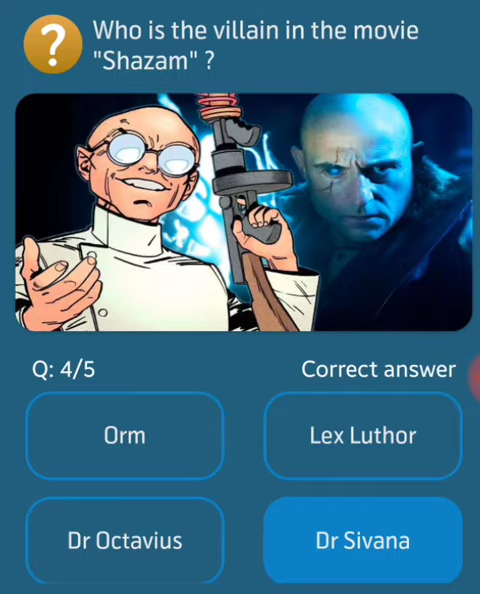 ?
Who is the villain in the movie
"Shazam" ?
Q: 4/5
Correct answer
Orm
Lex Luthor
Dr Octavius
Dr Sivana